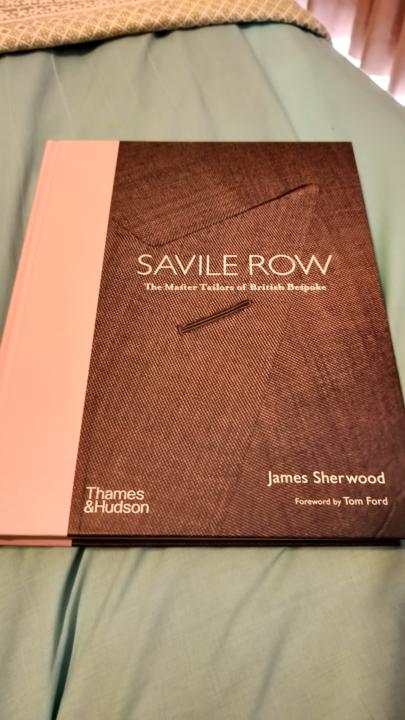 SAVILE ROW
The Master Tailors of British Bespoke
James Sherwood
Foreword by Tom Ford
Thames
&Hudson